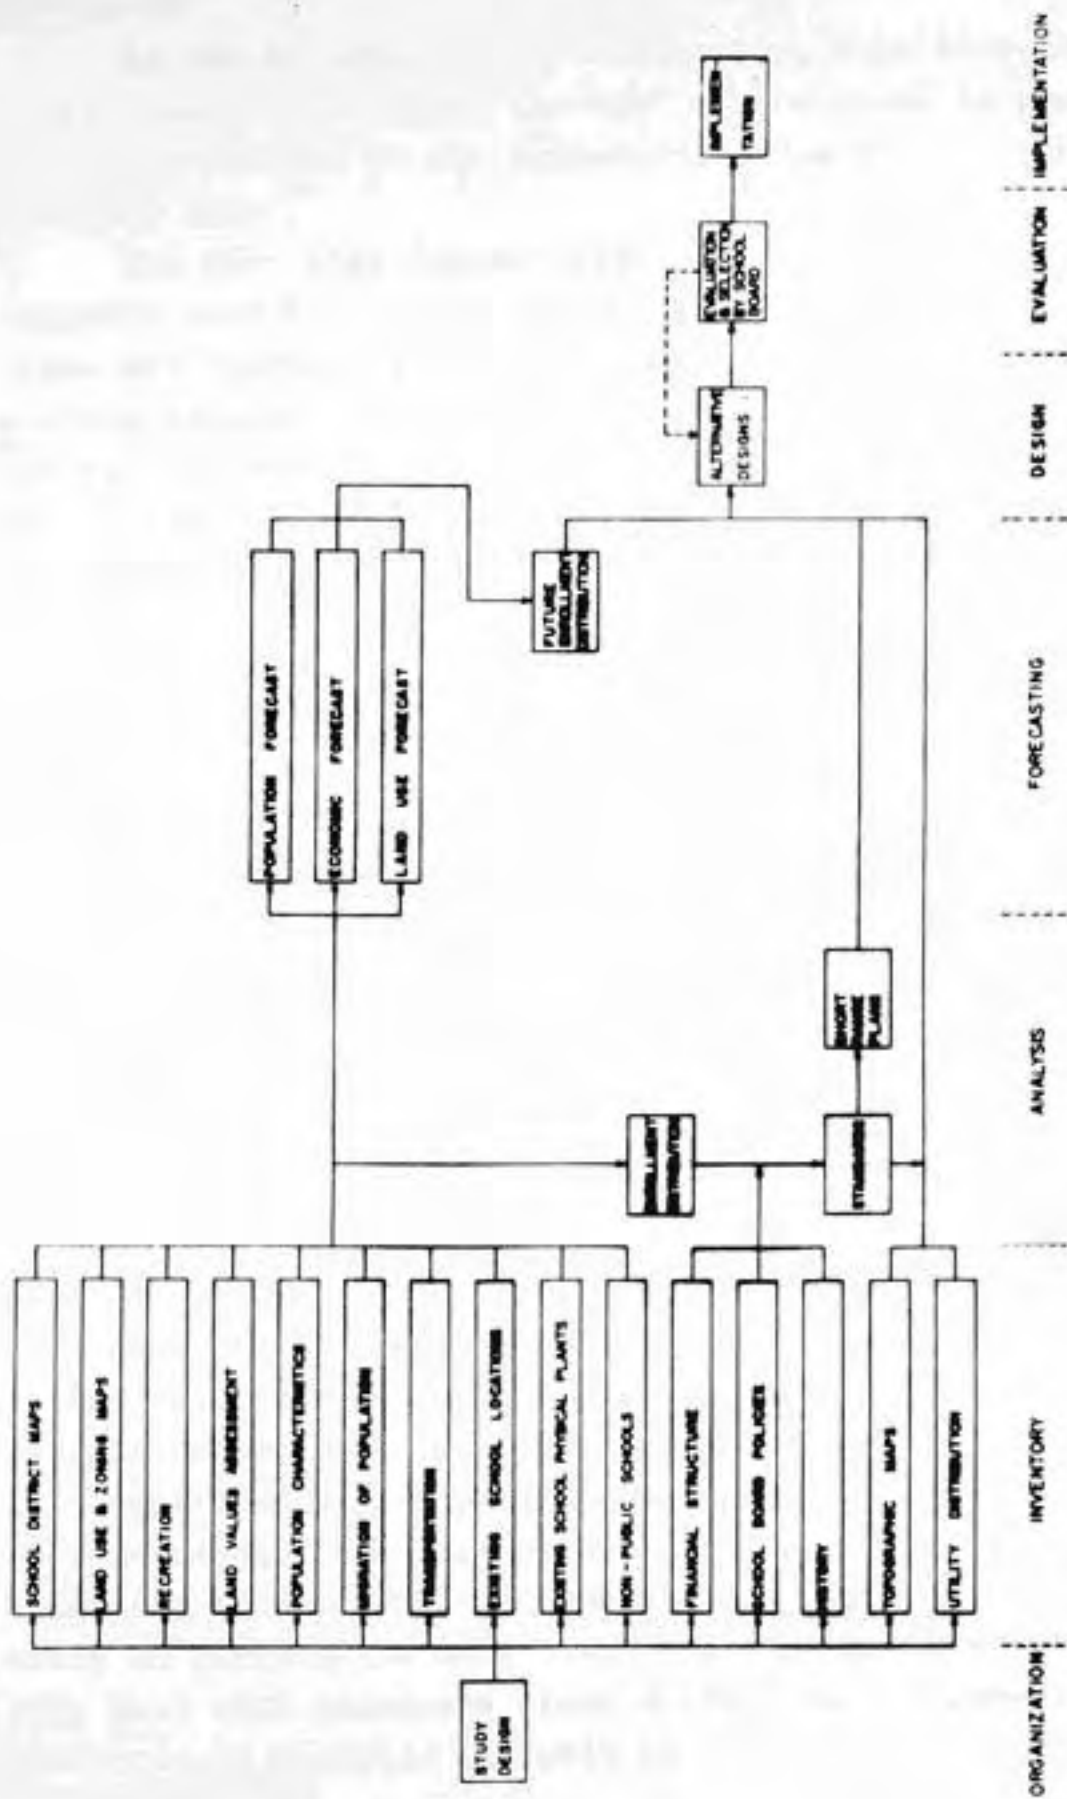 STUDY
DESIGN
SCHOOL DISTRICT MAPS
LAND USE & ZONING MAPS
RECREATION
LAND VALUES ASSESSMENT
POPULATION CHARACTERISTICS
MIGRATION OF POPULATION
TRANSPORTATION
EXISTING SCHOOL LOCATIONS
EXISTING SCHOOL PHYSICAL PLANTS
NON-PUBLIC SCHOOLS
FINANCIAL STRUCTURE
SCHOOL BOARD POLICIES
HISTORY
TOPOGRAPHIC MAPS
UTILITY DISTRIBUTION
ENROLLMENT
DISTRIBUTION
STANDARDS
SHORT
RANGE
PLANS
POPULATION FORECAST
ECONOMIC FORECAST
LAND USE FORECAST
FUTURE
ENROLLMENT
DISTRIBUTION
ALTERNATIVE
DESIGNS
EVALUATION
& SELECTION
BY SCHOOL
BOARD
IMPLEMEN-
TATION
ORGANIZATION
INVENTORY
ANALYSIS
FORECASTING
DESIGN
EVALUATION
IMPLEMENTATION